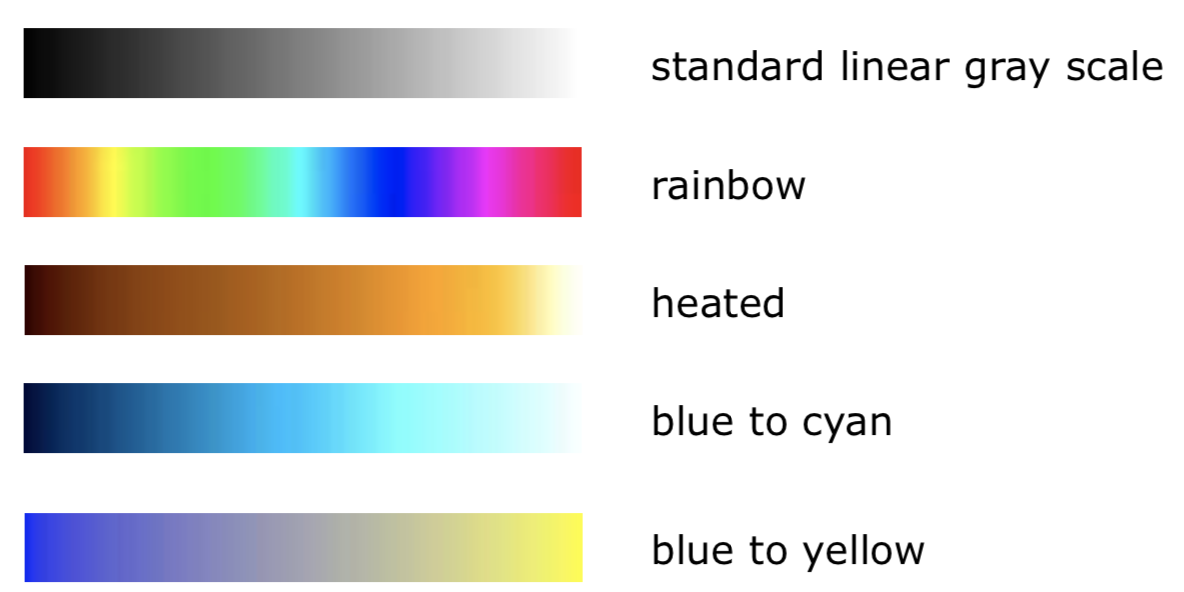 standard linear gray scale
rainbow
heated
blue to cyan
blue to yellow